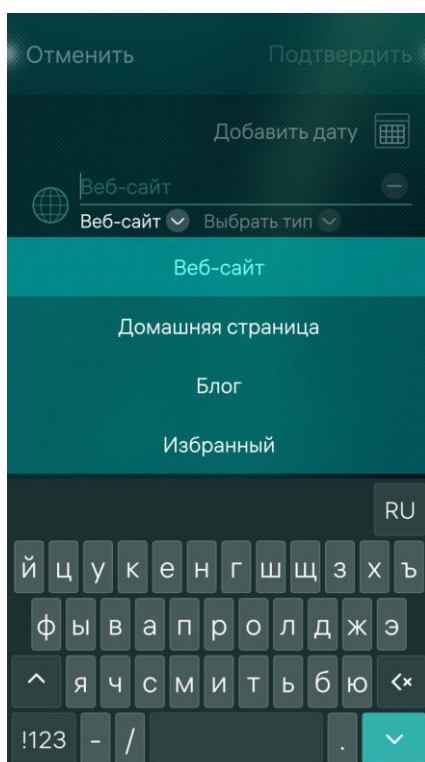 Отменить Подтвердить
Добавить дату
Веб-сайт
Веб-сайт Выбрать тип
Веб-сайт
Домашняя страница
Блог
Избранный
RU
й ц у к е н г ш щ з х ъ
ф ы в а п р о л д ж э
я ч с м и т ь б ю
!123 - / .